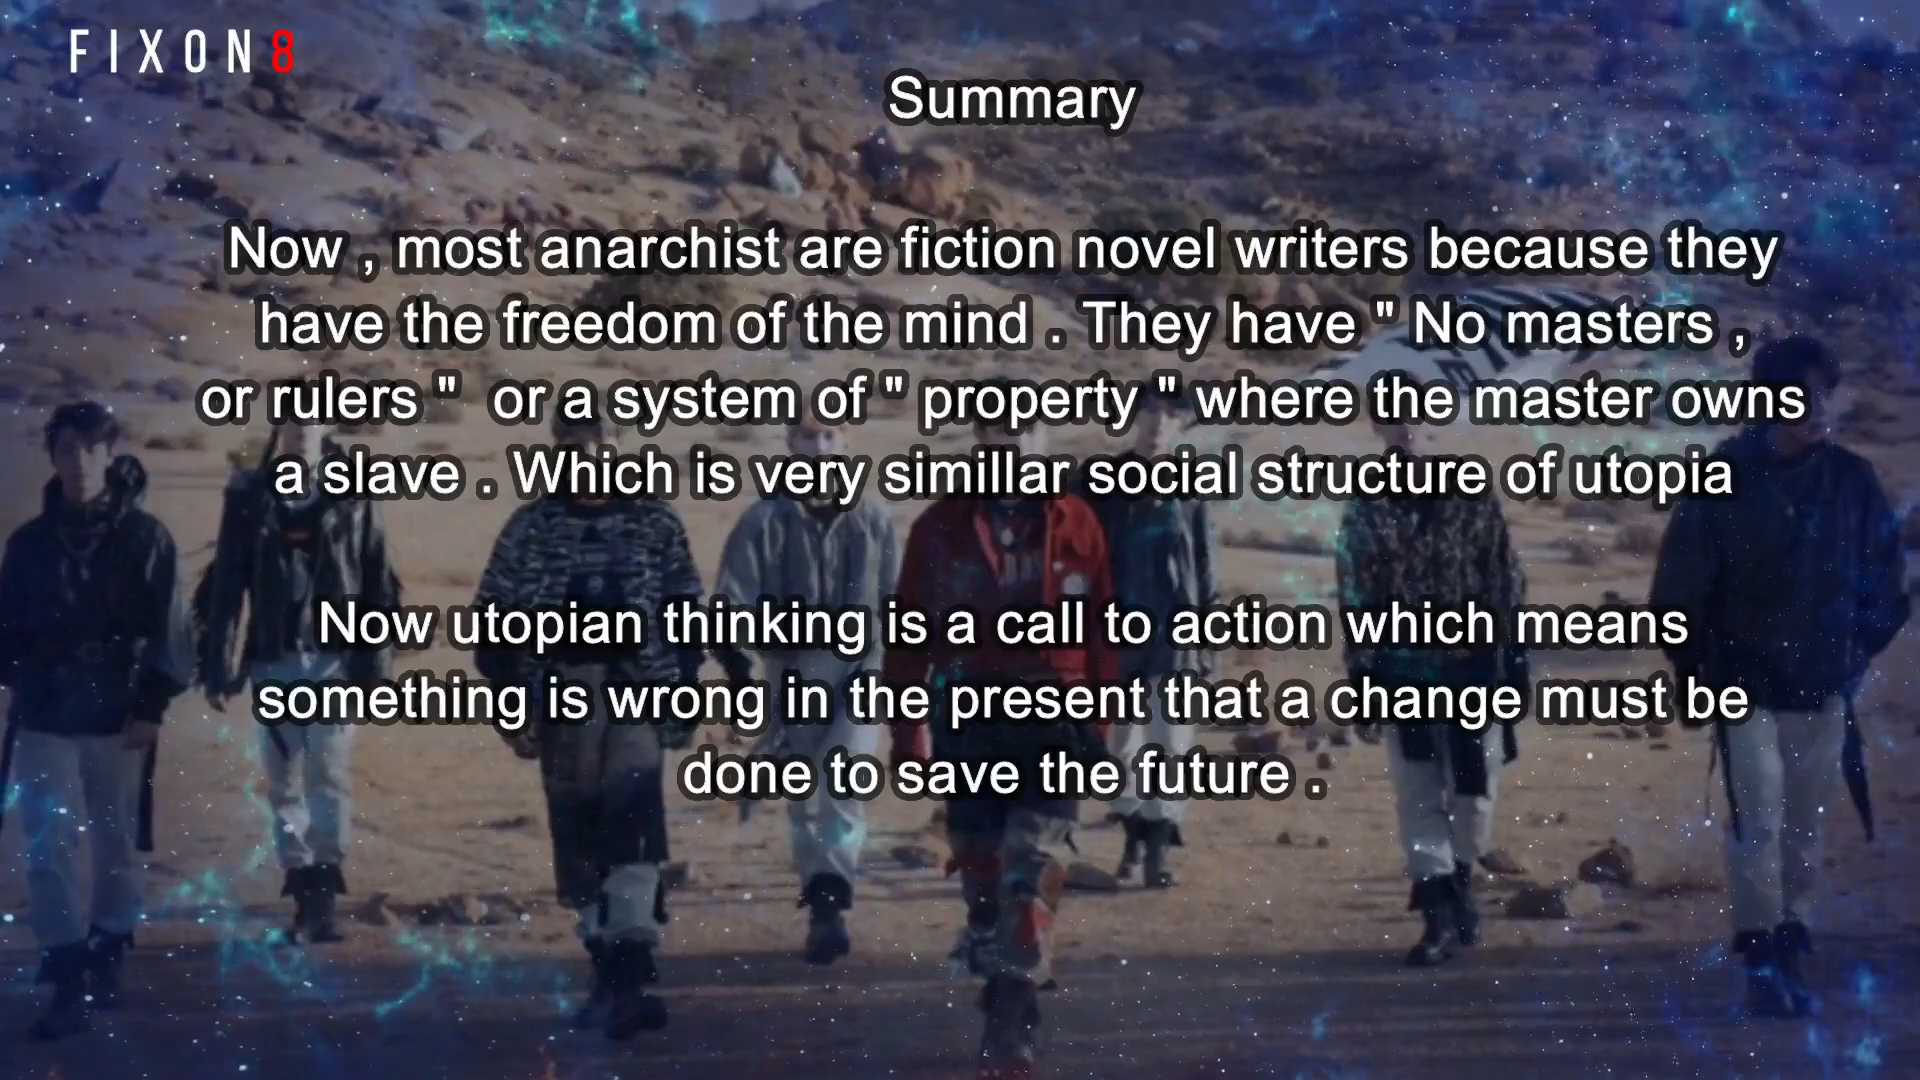 FIXON8
Summary
Now , most anarchist are fiction novel writers because they
have the freedom of the mind . They have " No masters ,
or rulers "  or a system of " property " where the master owns
a slave . Which is very simillar social structure of utopia
Now utopian thinking is a call to action which means
something is wrong in the present that a change must be
done to save the future .